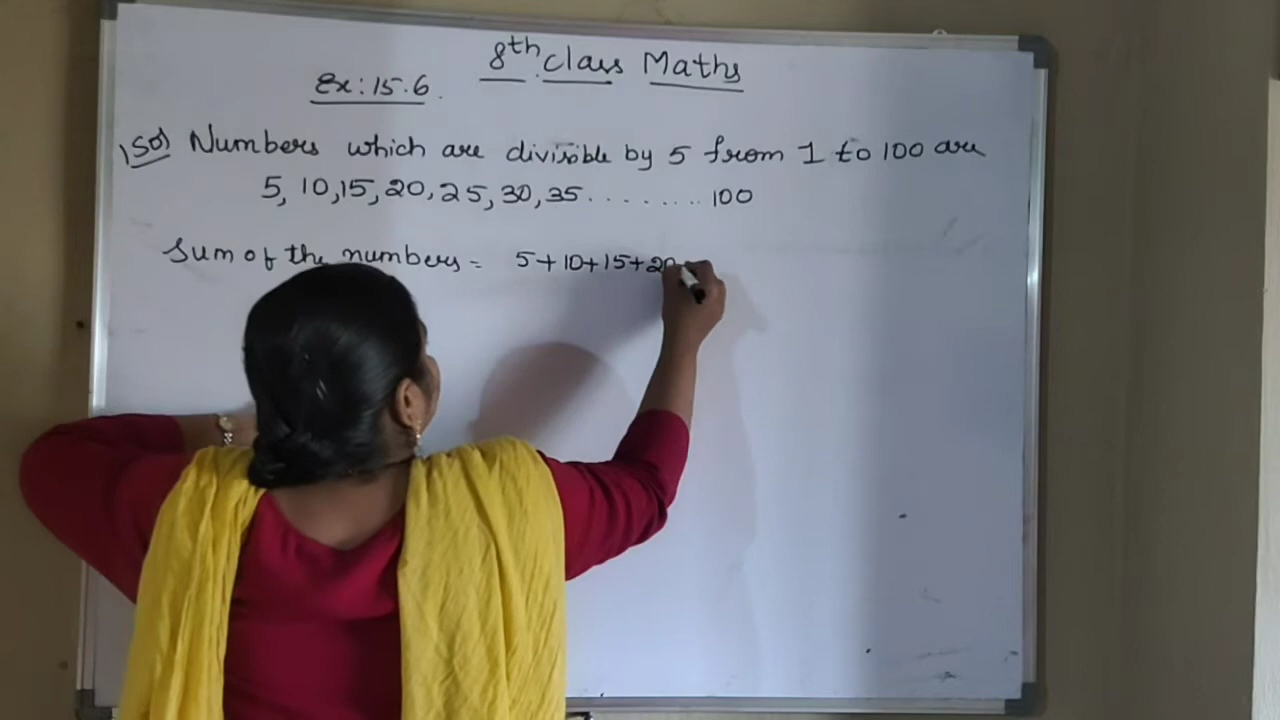 8th class Maths
Ex: 15.6
1sol) Numbers which are divisible by 5 from 1 to 100 are
5, 10, 15, 20, 25, 30, 35........100
Sum of the numbers = 5+10+15+20